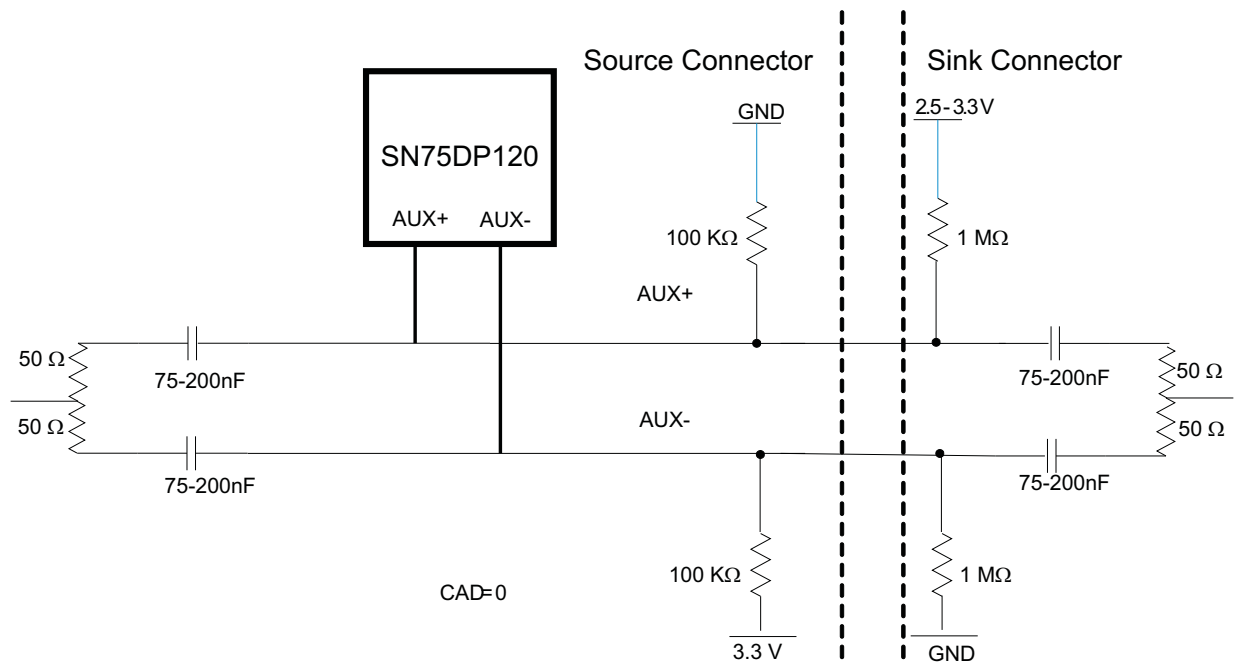 Source Connector
Sink Connector
GND
2.5-3.3V
SN75DP120
AUX+ AUX-
100 KΩ
1 MΩ
AUX+
50 Ω
75-200nF
75-200nF
50 Ω
50 Ω
AUX-
50 Ω
75-200nF
75-200nF
100 KΩ
1 MΩ
CAD=0
3.3 V
GND